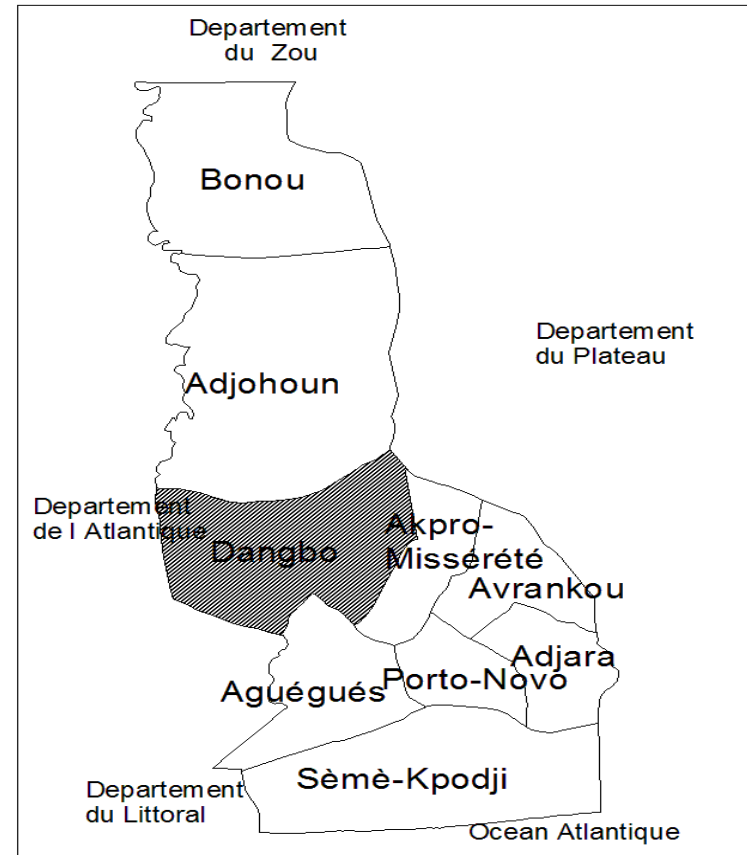 Departement
du Zou
Bonou
Departement
du Plateau
Adjohoun
Departement
de l Atlantique
Dangbo
Akpro-
Missérété
Avrankou
Adjara
Porto-Novo
Aguégués
Sèmè-Kpodji
Departement
du Littoral
Ocean Atlantique